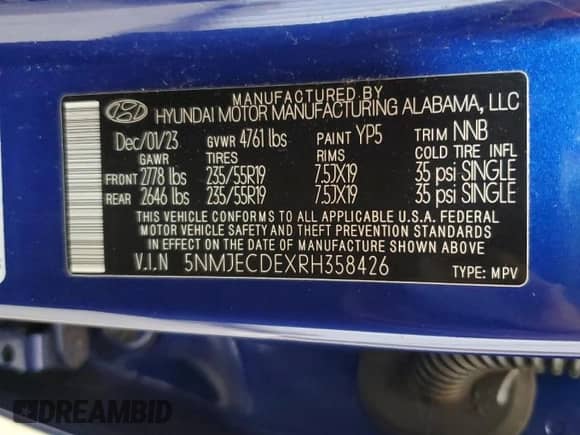 MANUFACTURED BY
HYUNDAI MOTOR MANUFACTURING ALABAMA, LLC
Dec/01/23 GVWR 4761 lbs PAINT YP5 TRIM NNB
GAWR TIRES RIMS COLD TIRE INFL
FRONT 2778 lbs 235/55R19 7.5JX19 35 psi SINGLE
REAR 2646 lbs 235/55R19 7.5JX19 35 psi SINGLE
THIS VEHICLE CONFORMS TO ALL APPLICABLE U.S.A. FEDERAL
MOTOR VEHICLE SAFETY AND THEFT PREVENTION STANDARDS
IN EFFECT ON THE DATE OF MANUFACTURE SHOWN ABOVE.
V.I.N 5NMJECDEXRH358426 TYPE: MPV
DREAMBID